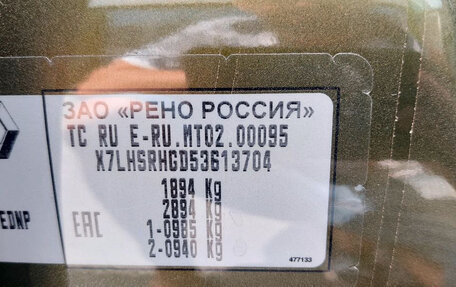 ЗАО «РЕНО РОССИЯ»
TC RU E-RU.MT02.00095
X7LHSRHGD53613704
1894 Kg
2894 Kg
1-0985 Kg
2-0940 Kg
EDNP
EAC
477133